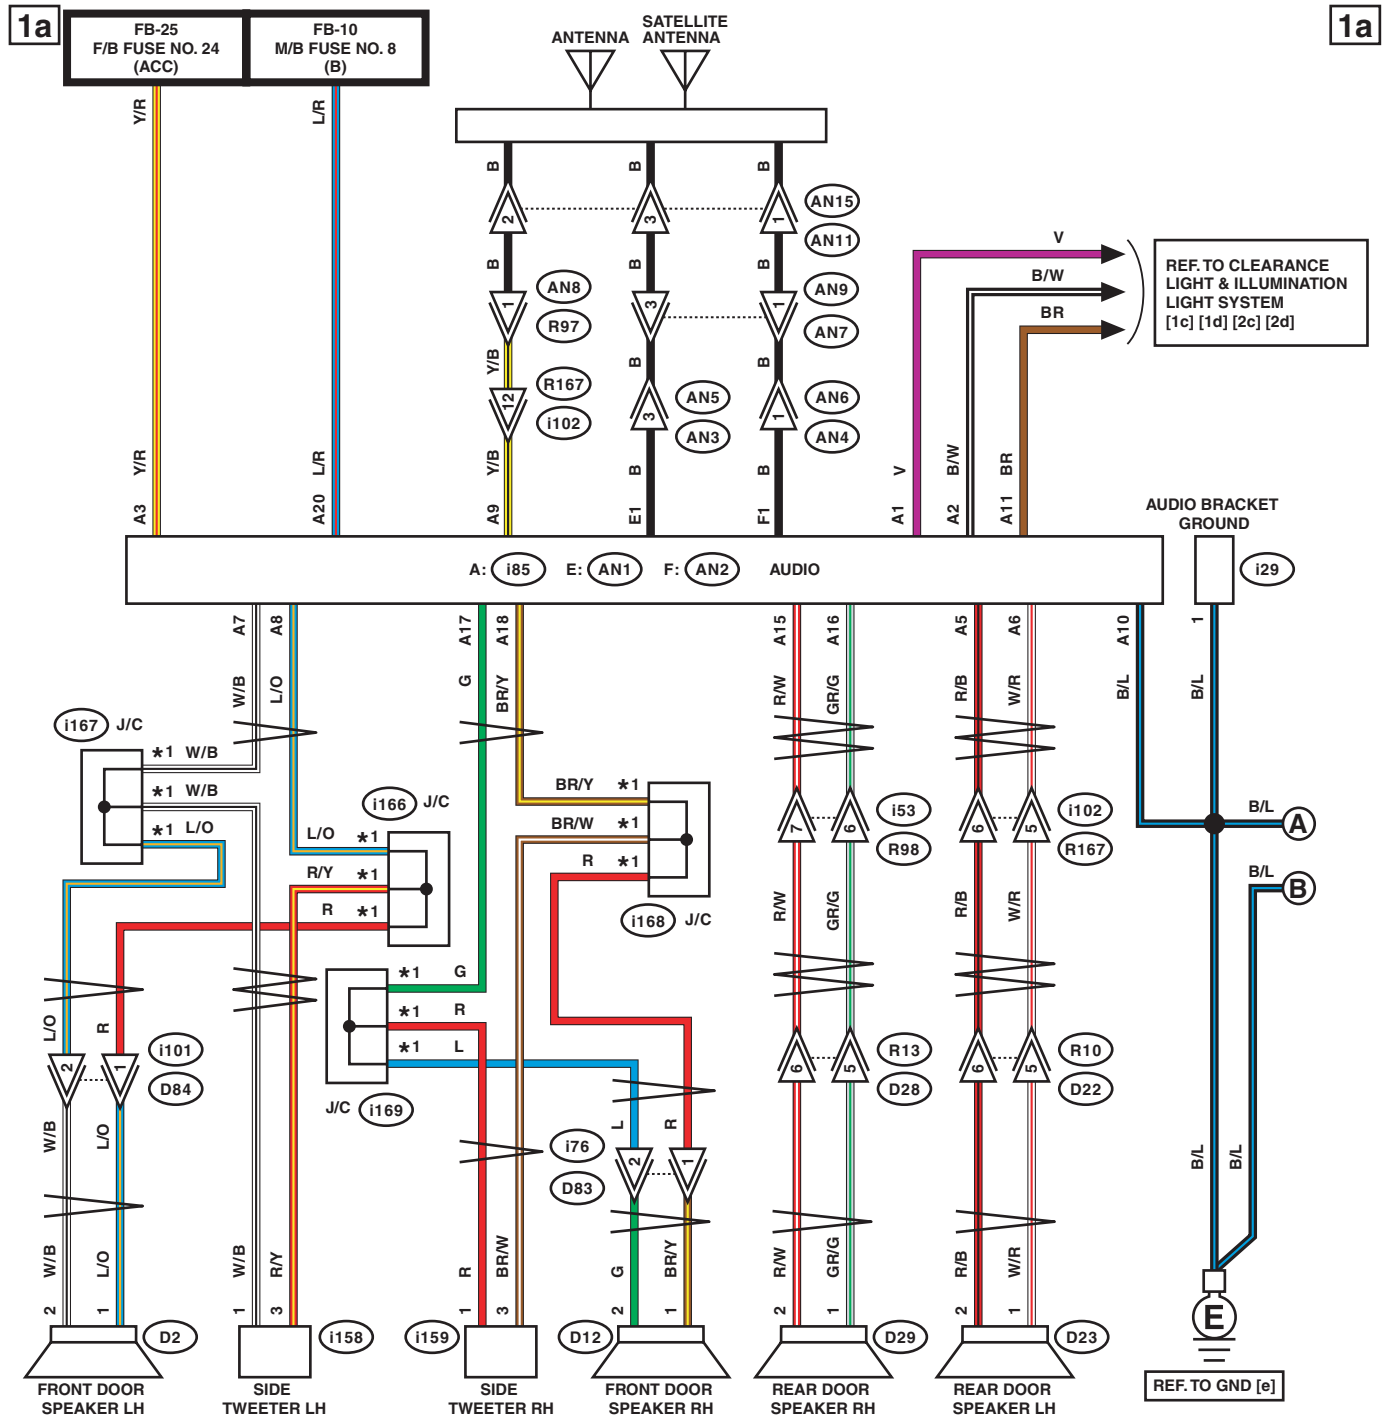 1a
FB-25
F/B FUSE NO. 24
(ACC)
FB-10
M/B FUSE NO. 8
(B)
ANTENNA
SATELLITE
ANTENNA
1a
Y/R
L/R
B
B
B
2
3
1
AN15
AN11
B
B
B
1
AN8
R97
3
1
AN9
AN7
Y/B
B
B
12
R167
i102
3
AN5
AN3
1
AN6
AN4
V
B/W
BR
REF. TO CLEARANCE
LIGHT & ILLUMINATION
LIGHT SYSTEM
[1c] [1d] [2c] [2d]
Y/R
L/R
Y/B
B
B
V
B/W
BR
A3
A20
A9
E1
F1
A1
A2
A11
AUDIO BRACKET
GROUND
A: i85
E: AN1
F: AN2
AUDIO
i29
A7
A8
A17
A18
A15
A16
A5
A6
A10
1
W/B
L/O
G
BR/Y
R/W
GR/G
R/B
W/R
B/L
B/L
i167 J/C
*1 W/B
*1 W/B
*1 L/O
i166 J/C
L/O *1
R/Y *1
R *1
BR/Y *1
BR/W *1
R *1
i168 J/C
7
6
i53
R98
6
5
i102
R167
B/L
A
B/L
B
R/W
GR/G
R/B
W/R
*1 G
*1 R
*1 L
J/C i169
L/O
R
2
1
i101
D84
6
5
R13
D28
6
5
R10
D22
W/B
L/O
L
R
i76
D83
2
1
B/L
B/L
W/B
L/O
W/B
R/Y
R
BR/W
G
BR/Y
R/W
GR/G
R/B
W/R
2
1
1
3
1
3
2
1
2
1
2
1
D2
i158
i159
D12
D29
D23
E
FRONT DOOR
SPEAKER LH
SIDE
TWEETER LH
SIDE
TWEETER RH
FRONT DOOR
SPEAKER RH
REAR DOOR
SPEAKER RH
REAR DOOR
SPEAKER LH
REF. TO GND [e]